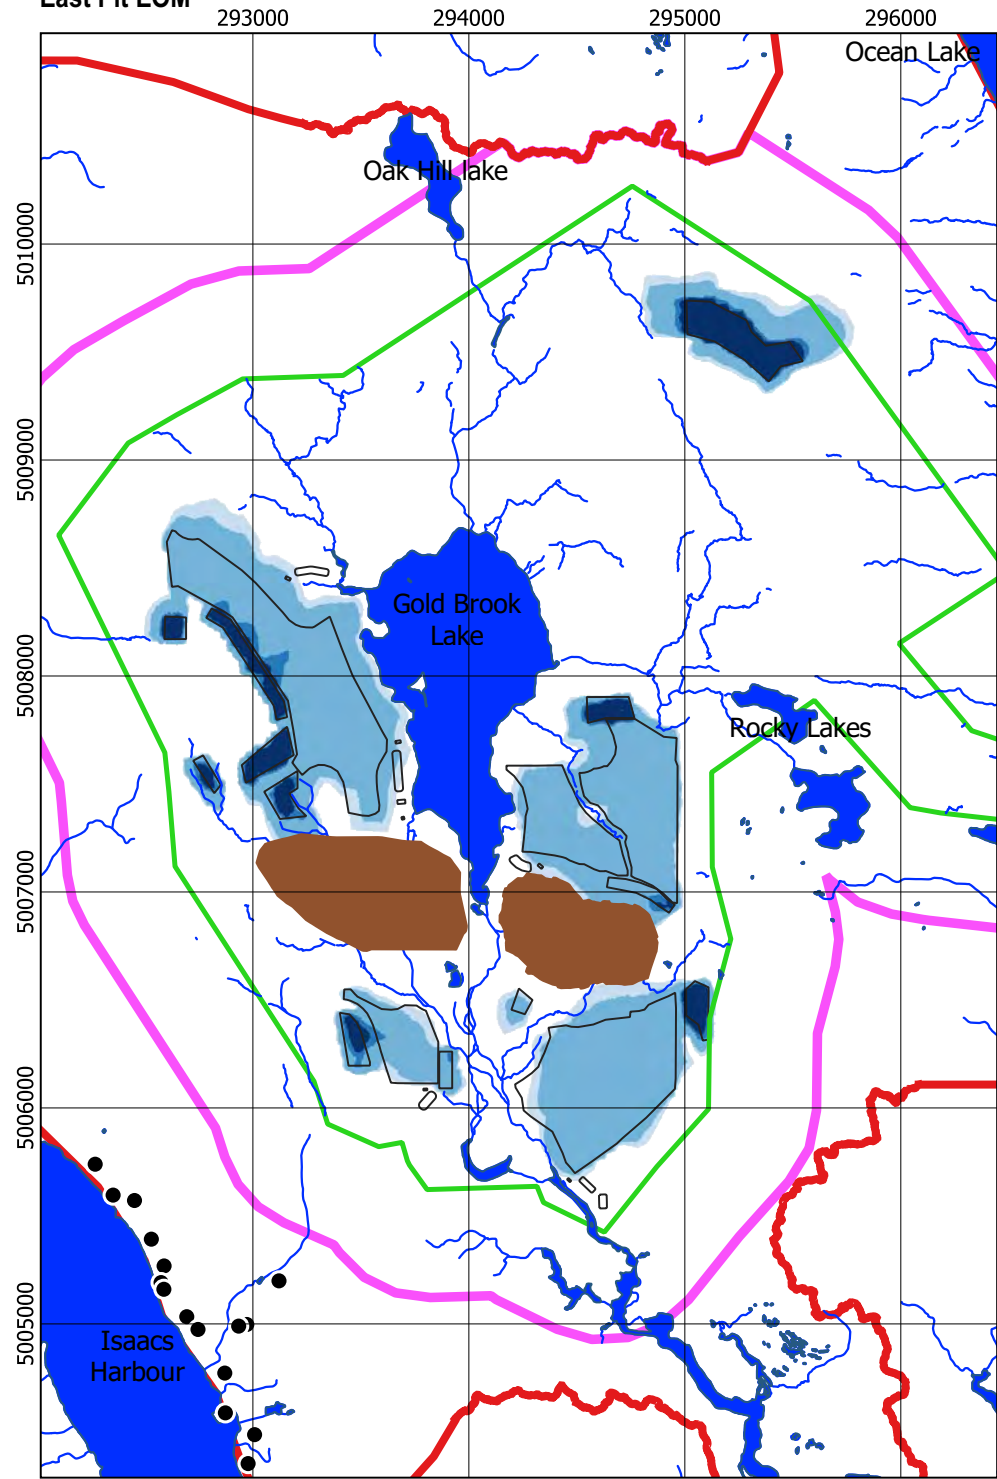 East Pit EOM
293000 294000 295000 296000
Ocean Lake
Oak Hill lake
5010000
5009000
Gold Brook
Lake
5008000
Rocky Lakes
5007000
5006000
5005000
Isaacs
Harbour